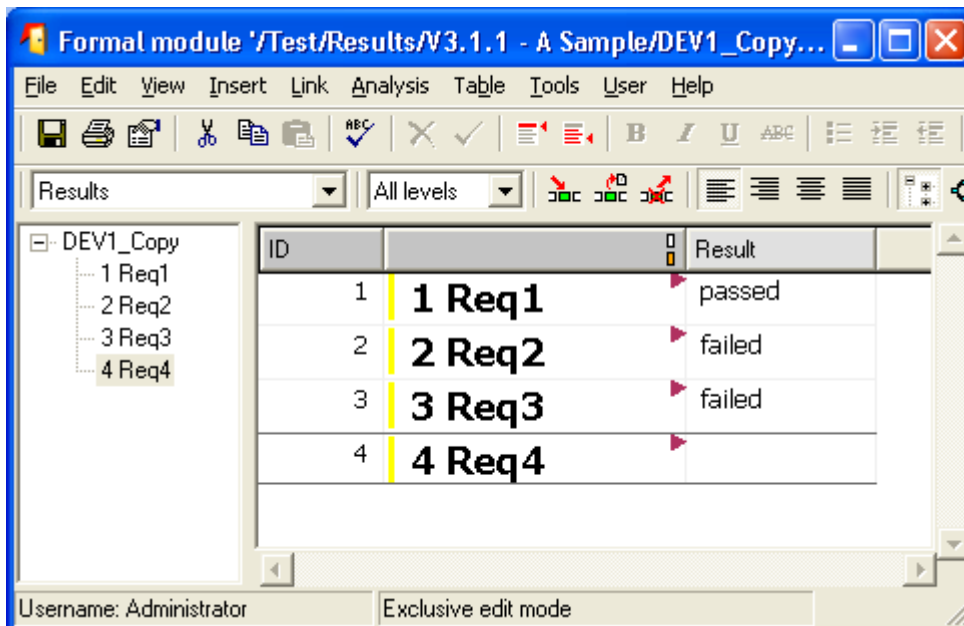 Formal module '/Test/Results/V3.1.1 - A Sample/DEV1_Copy...
File Edit View Insert Link Analysis Table Tools User Help
ABC B I U ABC
Results All levels
DEV1_Copy
1 Req1
2 Req2
3 Req3
4 Req4
ID Result
1 1 Req1 passed
2 2 Req2 failed
3 3 Req3 failed
4 4 Req4
Username: Administrator Exclusive edit mode